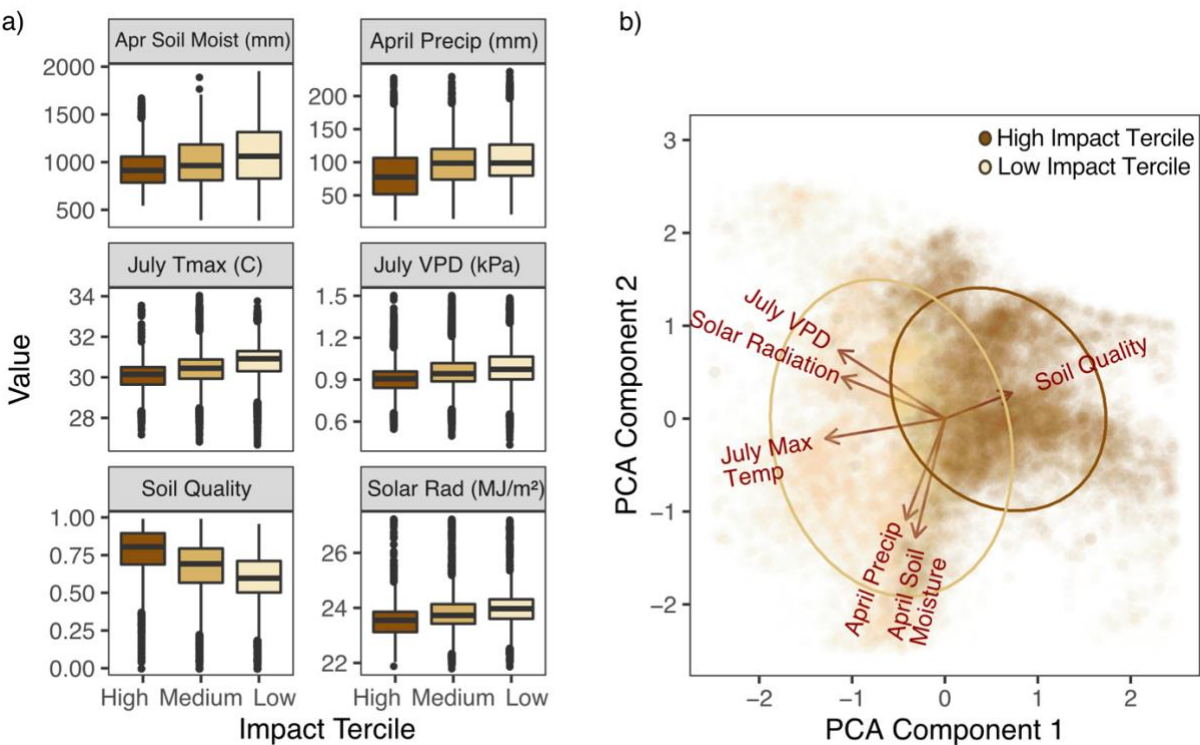 a)
Apr Soil Moist (mm)
April Precip (mm)
2000
1500
1000
500
200
150
100
50
July Tmax (C)
July VPD (kPa)
34
32
30
28
1.5
1.2
0.9
0.6
Value
Soil Quality
Solar Rad (MJ/m²)
1.00
0.75
0.50
0.25
0.00
26
24
22
High Medium Low
High Medium Low
Impact Tercile
b)
High Impact Tercile
Low Impact Tercile
3
2
1
0
−1
−2
PCA Component 2
July VPD
Solar Radiation
Soil Quality
July Max
Temp
April Precip
April Soil
Moisture
−2 −1 0 1 2
PCA Component 1